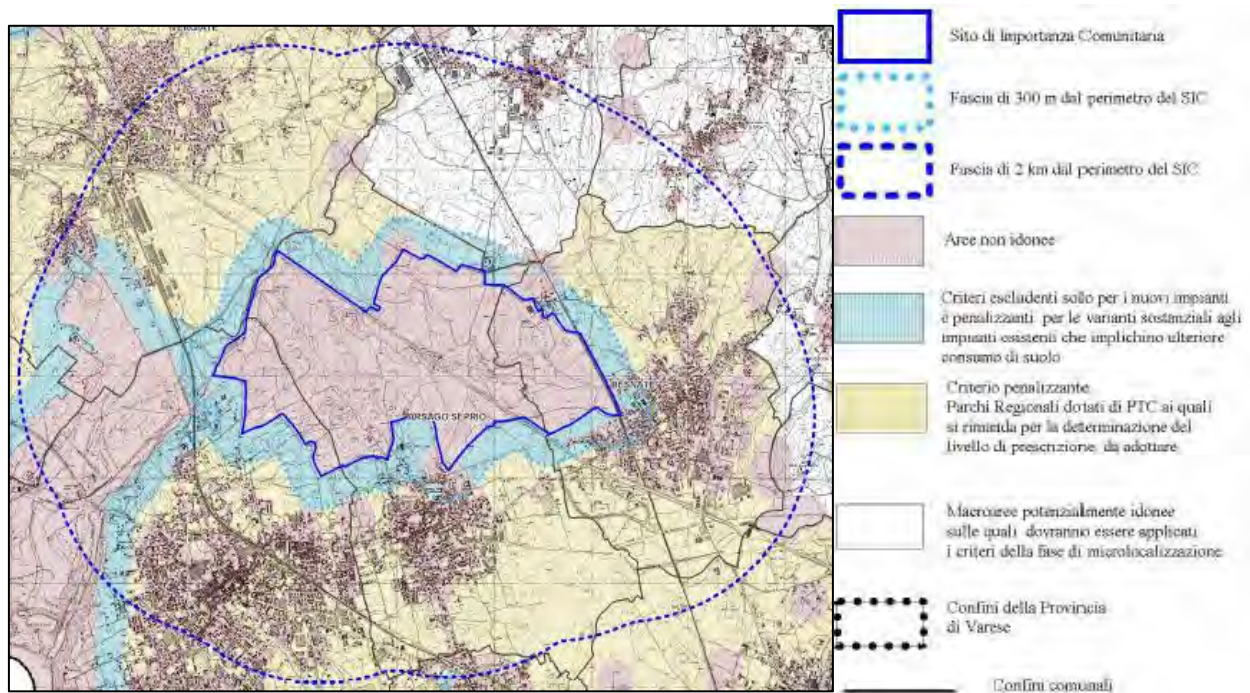 VERGIATE
BESNATE
ARSAGO SEPRIO
Sito di Importanza Comunitaria
Fascia di 300 m dal perimetro del SIC
Fascia di 2 km dal perimetro del SIC
Aree non idonee
Criteri escludenti solo per i nuovi impianti
e penalizzanti per le varianti sostanziali agli
impianti esistenti che implichino ulteriore
consumo di suolo
Criterio penalizzante
Parchi Regionali dotati di PTC ai quali
si rimanda per la determinazione del
livello di prescrizione da adottare
Macroaree potenzialmente idonee
sulle quali dovranno essere applicati
i criteri della fase di microlocalizzazione
Confini della Provincia
di Varese
Confini comunali